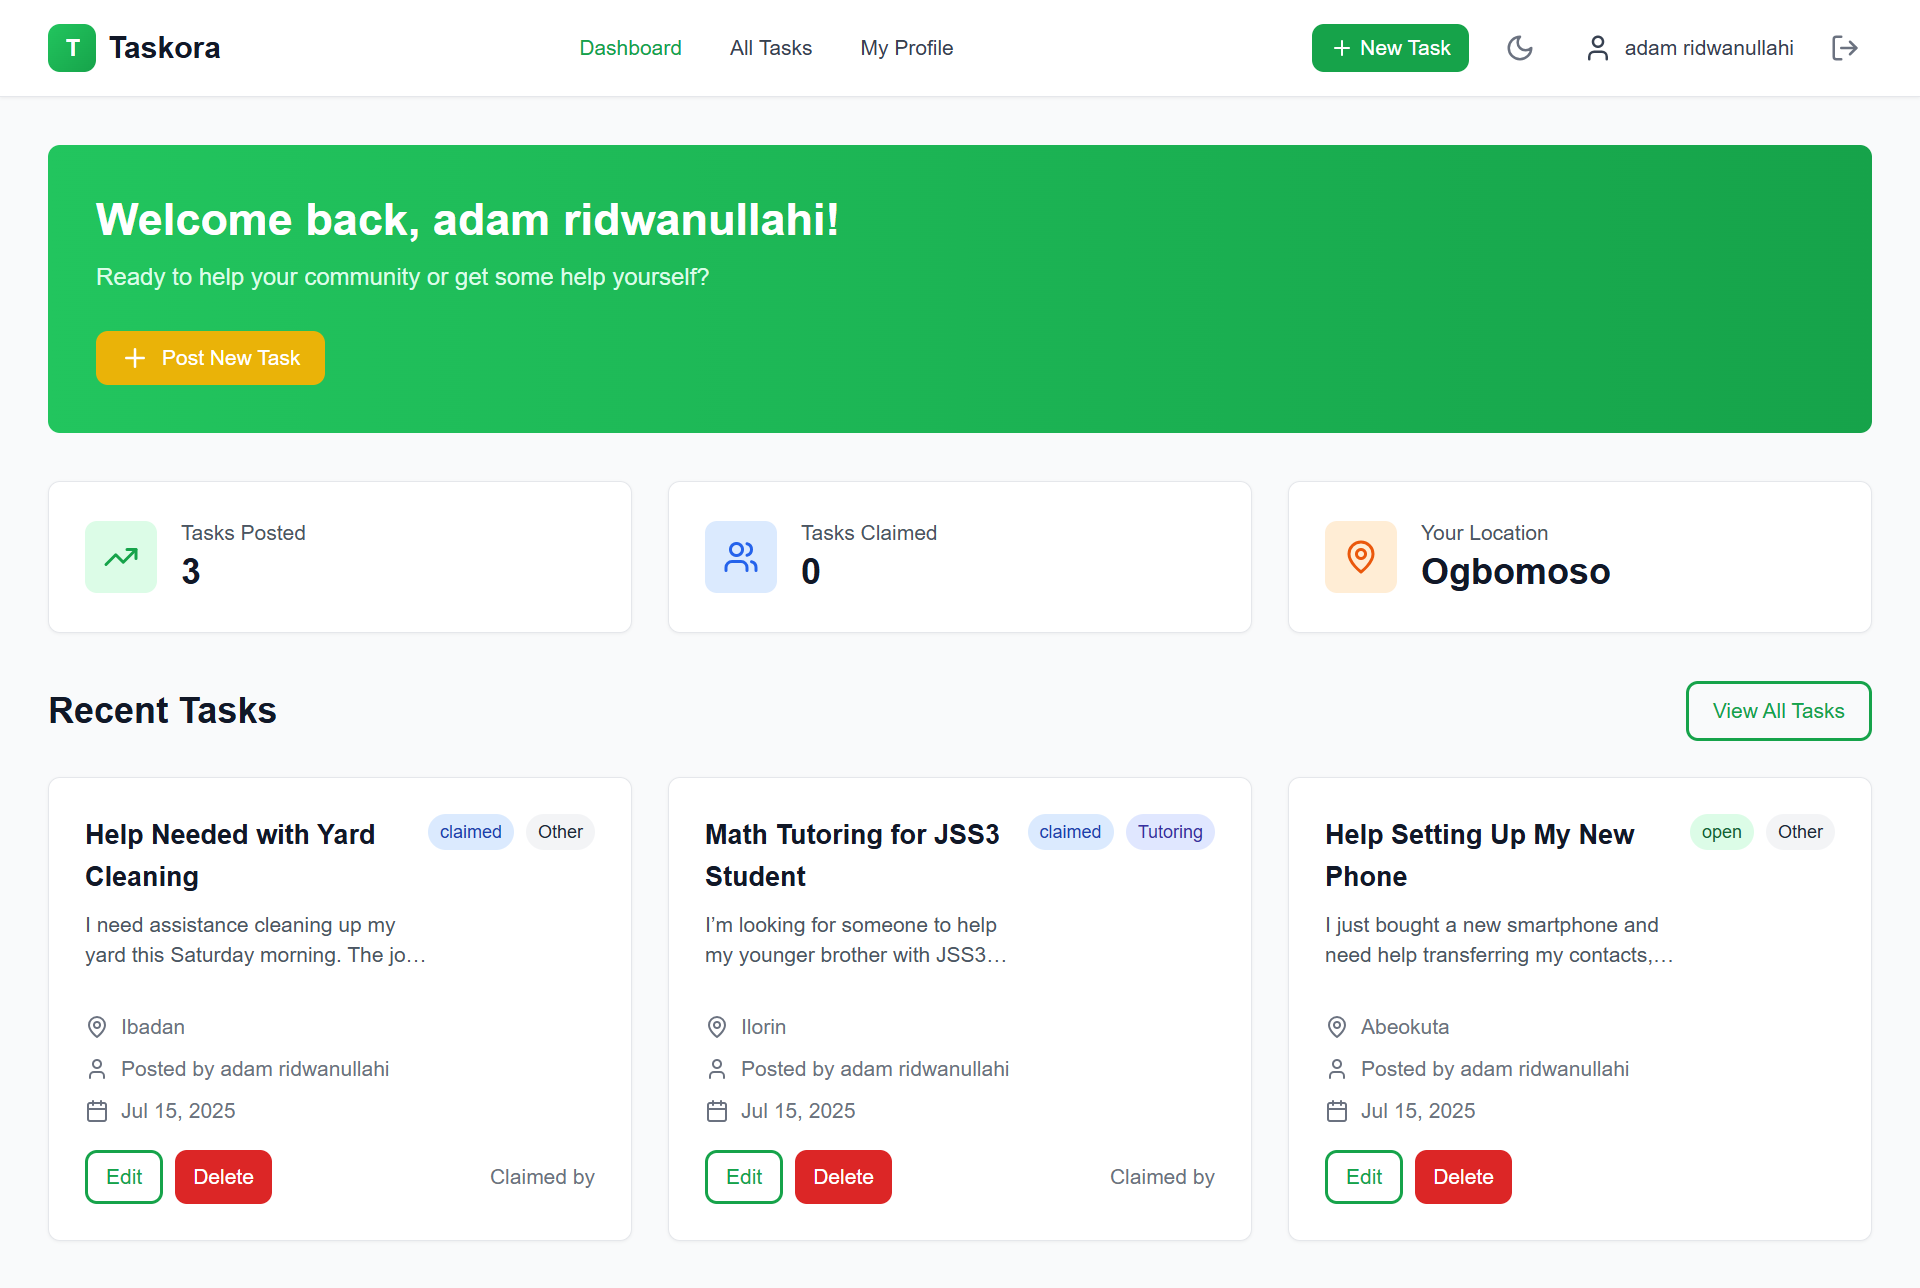 T Taskora
Dashboard
All Tasks
My Profile
New Task
adam ridwanullahi
Welcome back, adam ridwanullahi!
Ready to help your community or get some help yourself?
Post New Task
Tasks Posted
3
Tasks Claimed
0
Your Location
Ogbomoso
Recent Tasks
View All Tasks
Help Needed with Yard
Cleaning
claimed
Other
I need assistance cleaning up my
yard this Saturday morning. The jo…
Ibadan
Posted by adam ridwanullahi
Jul 15, 2025
Edit
Delete
Claimed by
Math Tutoring for JSS3
Student
claimed
Tutoring
I’m looking for someone to help
my younger brother with JSS3…
Ilorin
Posted by adam ridwanullahi
Jul 15, 2025
Edit
Delete
Claimed by
Help Setting Up My New
Phone
open
Other
I just bought a new smartphone and
need help transferring my contacts,…
Abeokuta
Posted by adam ridwanullahi
Jul 15, 2025
Edit
Delete